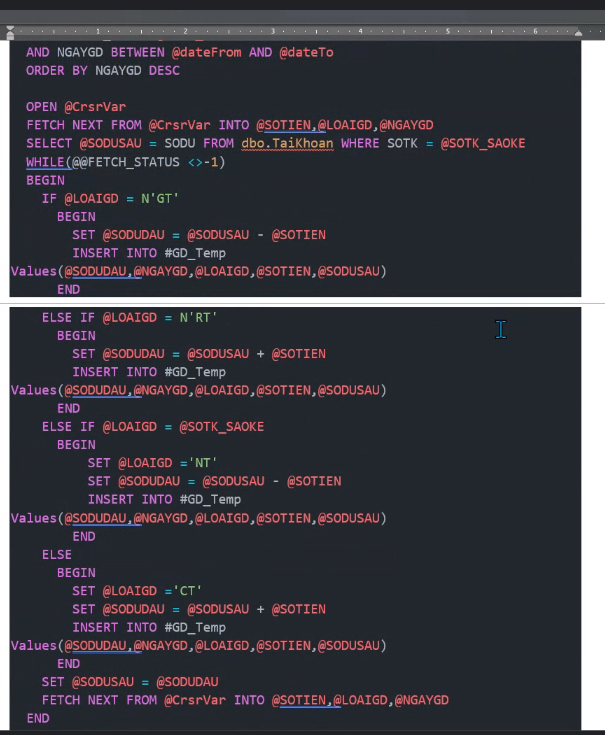 1 2 3 4 5 6
AND NGAYGD BETWEEN @dateFrom AND @dateTo
ORDER BY NGAYGD DESC
OPEN @CrsrVar
FETCH NEXT FROM @CrsrVar INTO @SOTIEN,@LOAIGD,@NGAYGD
SELECT @SODUSAU = SODU FROM dbo.TaiKhoan WHERE SOTK = @SOTK_SAOKE
WHILE(@@FETCH_STATUS <>-1)
BEGIN
IF @LOAIGD = N'GT'
BEGIN
SET @SODUDAU = @SODUSAU - @SOTIEN
INSERT INTO #GD_Temp
Values(@SODUDAU,@NGAYGD,@LOAIGD,@SOTIEN,@SODUSAU)
END
ELSE IF @LOAIGD = N'RT'
BEGIN
SET @SODUDAU = @SODUSAU + @SOTIEN
INSERT INTO #GD_Temp
Values(@SODUDAU,@NGAYGD,@LOAIGD,@SOTIEN,@SODUSAU)
END
ELSE IF @LOAIGD = @SOTK_SAOKE
BEGIN
SET @LOAIGD ='NT'
SET @SODUDAU = @SODUSAU - @SOTIEN
INSERT INTO #GD_Temp
Values(@SODUDAU,@NGAYGD,@LOAIGD,@SOTIEN,@SODUSAU)
END
ELSE
BEGIN
SET @LOAIGD ='CT'
SET @SODUDAU = @SODUSAU + @SOTIEN
INSERT INTO #GD_Temp
Values(@SODUDAU,@NGAYGD,@LOAIGD,@SOTIEN,@SODUSAU)
END
SET @SODUSAU = @SODUDAU
FETCH NEXT FROM @CrsrVar INTO @SOTIEN,@LOAIGD,@NGAYGD
END